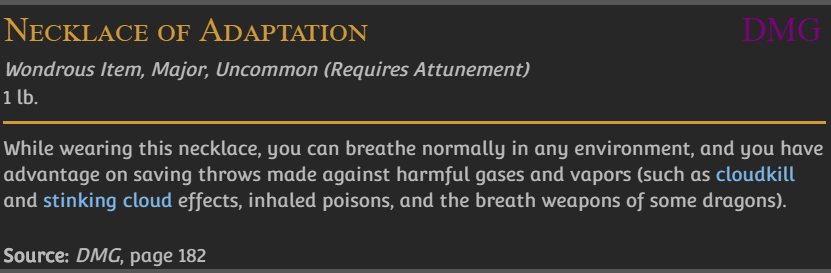 Necklace of Adaptation DMG
Wondrous Item, Major, Uncommon (Requires Attunement)
1 lb.
While wearing this necklace, you can breathe normally in any environment, and you have
advantage on saving throws made against harmful gases and vapors (such as cloudkill
and stinking cloud effects, inhaled poisons, and the breath weapons of some dragons).
Source: DMG, page 182